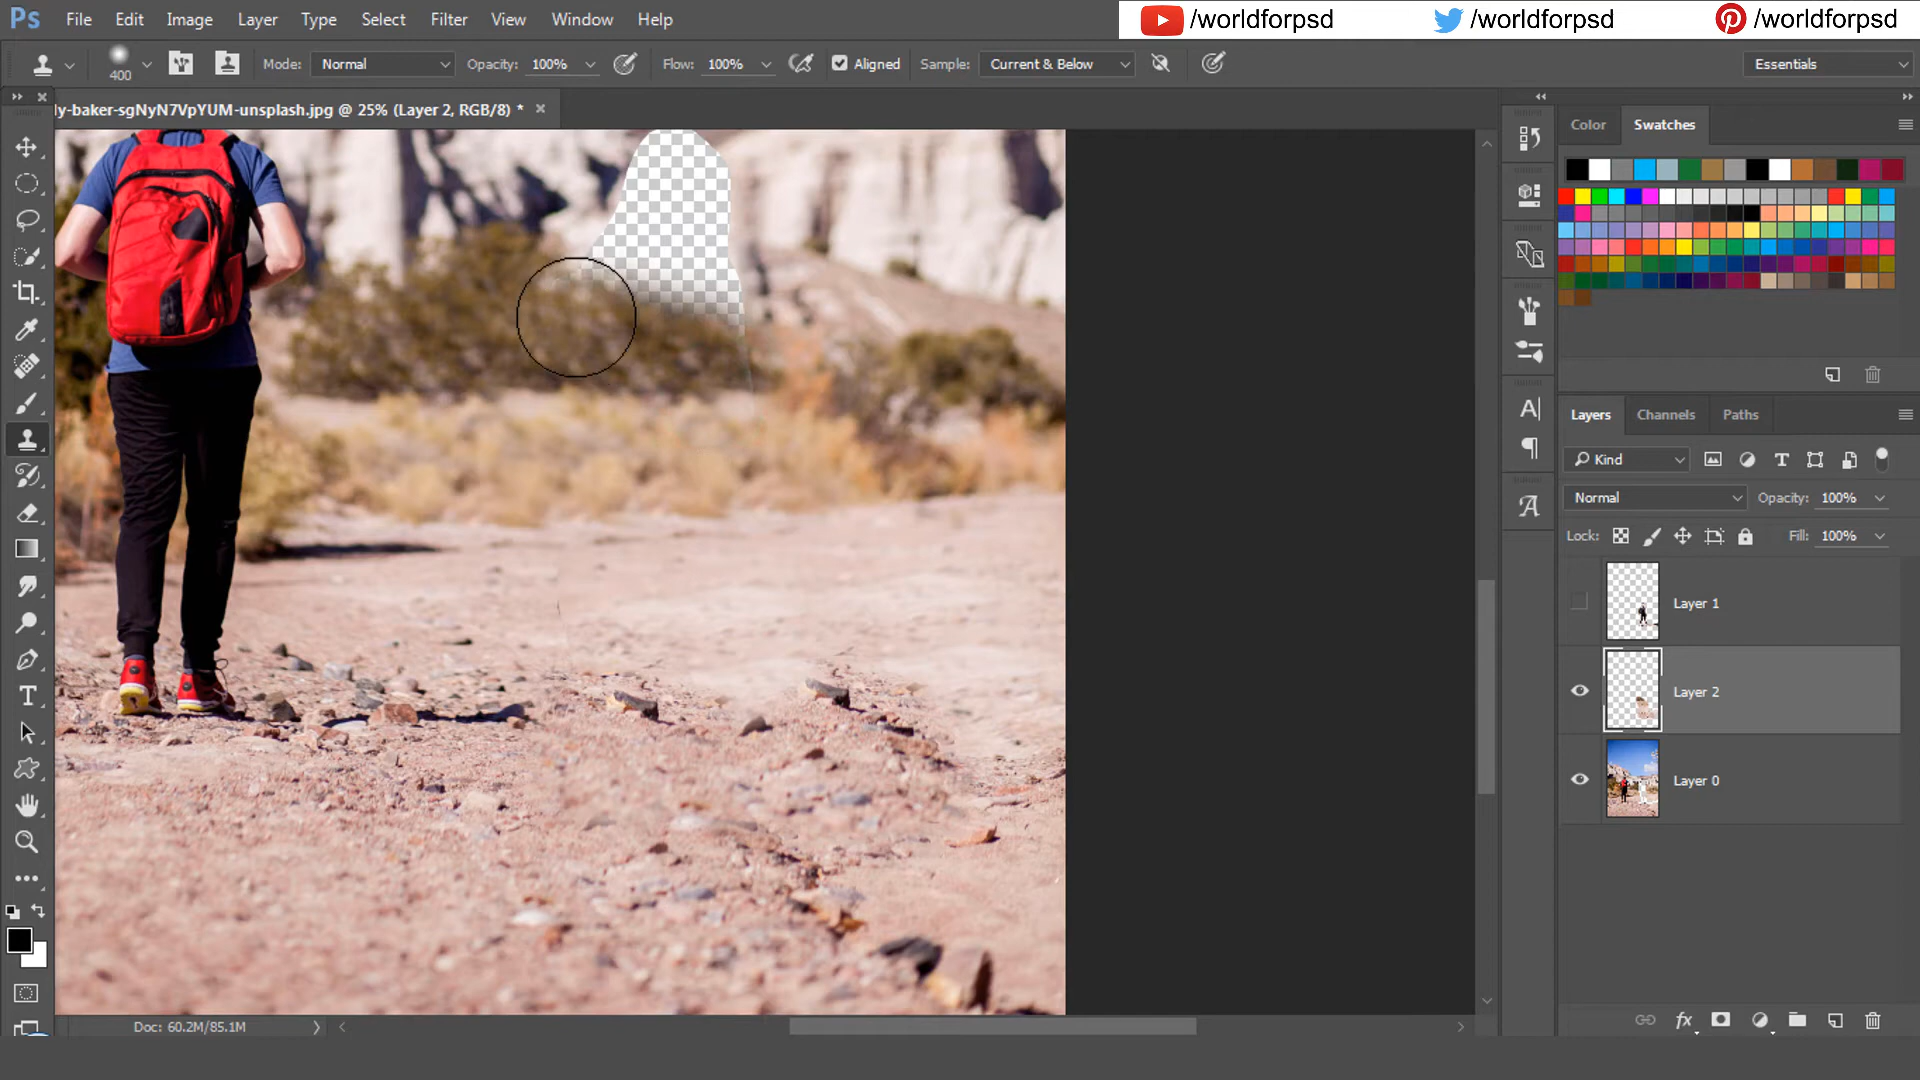 Ps File Edit Image Layer Type Select Filter View Window Help
/worldforpsd /worldforpsd /worldforpsd
400 Mode: Normal Opacity: 100% Flow: 100% Aligned Sample: Current & Below Essentials
ly-baker-sgNyN7VpYUM-unsplash.jpg @ 25% (Layer 2, RGB/8) *
Color Swatches
Layers Channels Paths
Kind
Normal Opacity: 100%
Lock: Fill: 100%
Layer 1
Layer 2
Layer 0
Doc: 60.2M/85.1M
fx